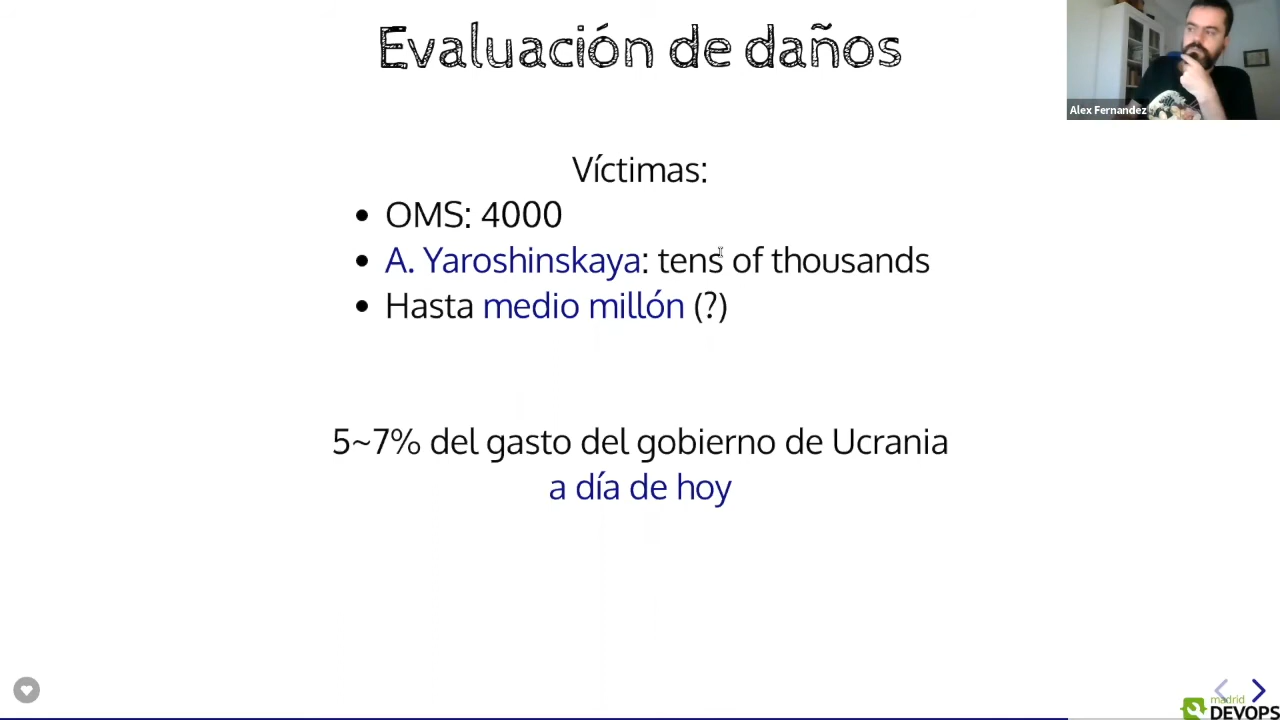 Evaluación de daños
Alex Fernandez
Víctimas:
• OMS: 4000
• A. Yaroshinskaya: tens of thousands
• Hasta medio millón (?)
5~7% del gasto del gobierno de Ucrania
a día de hoy
madrid
DEVOPS